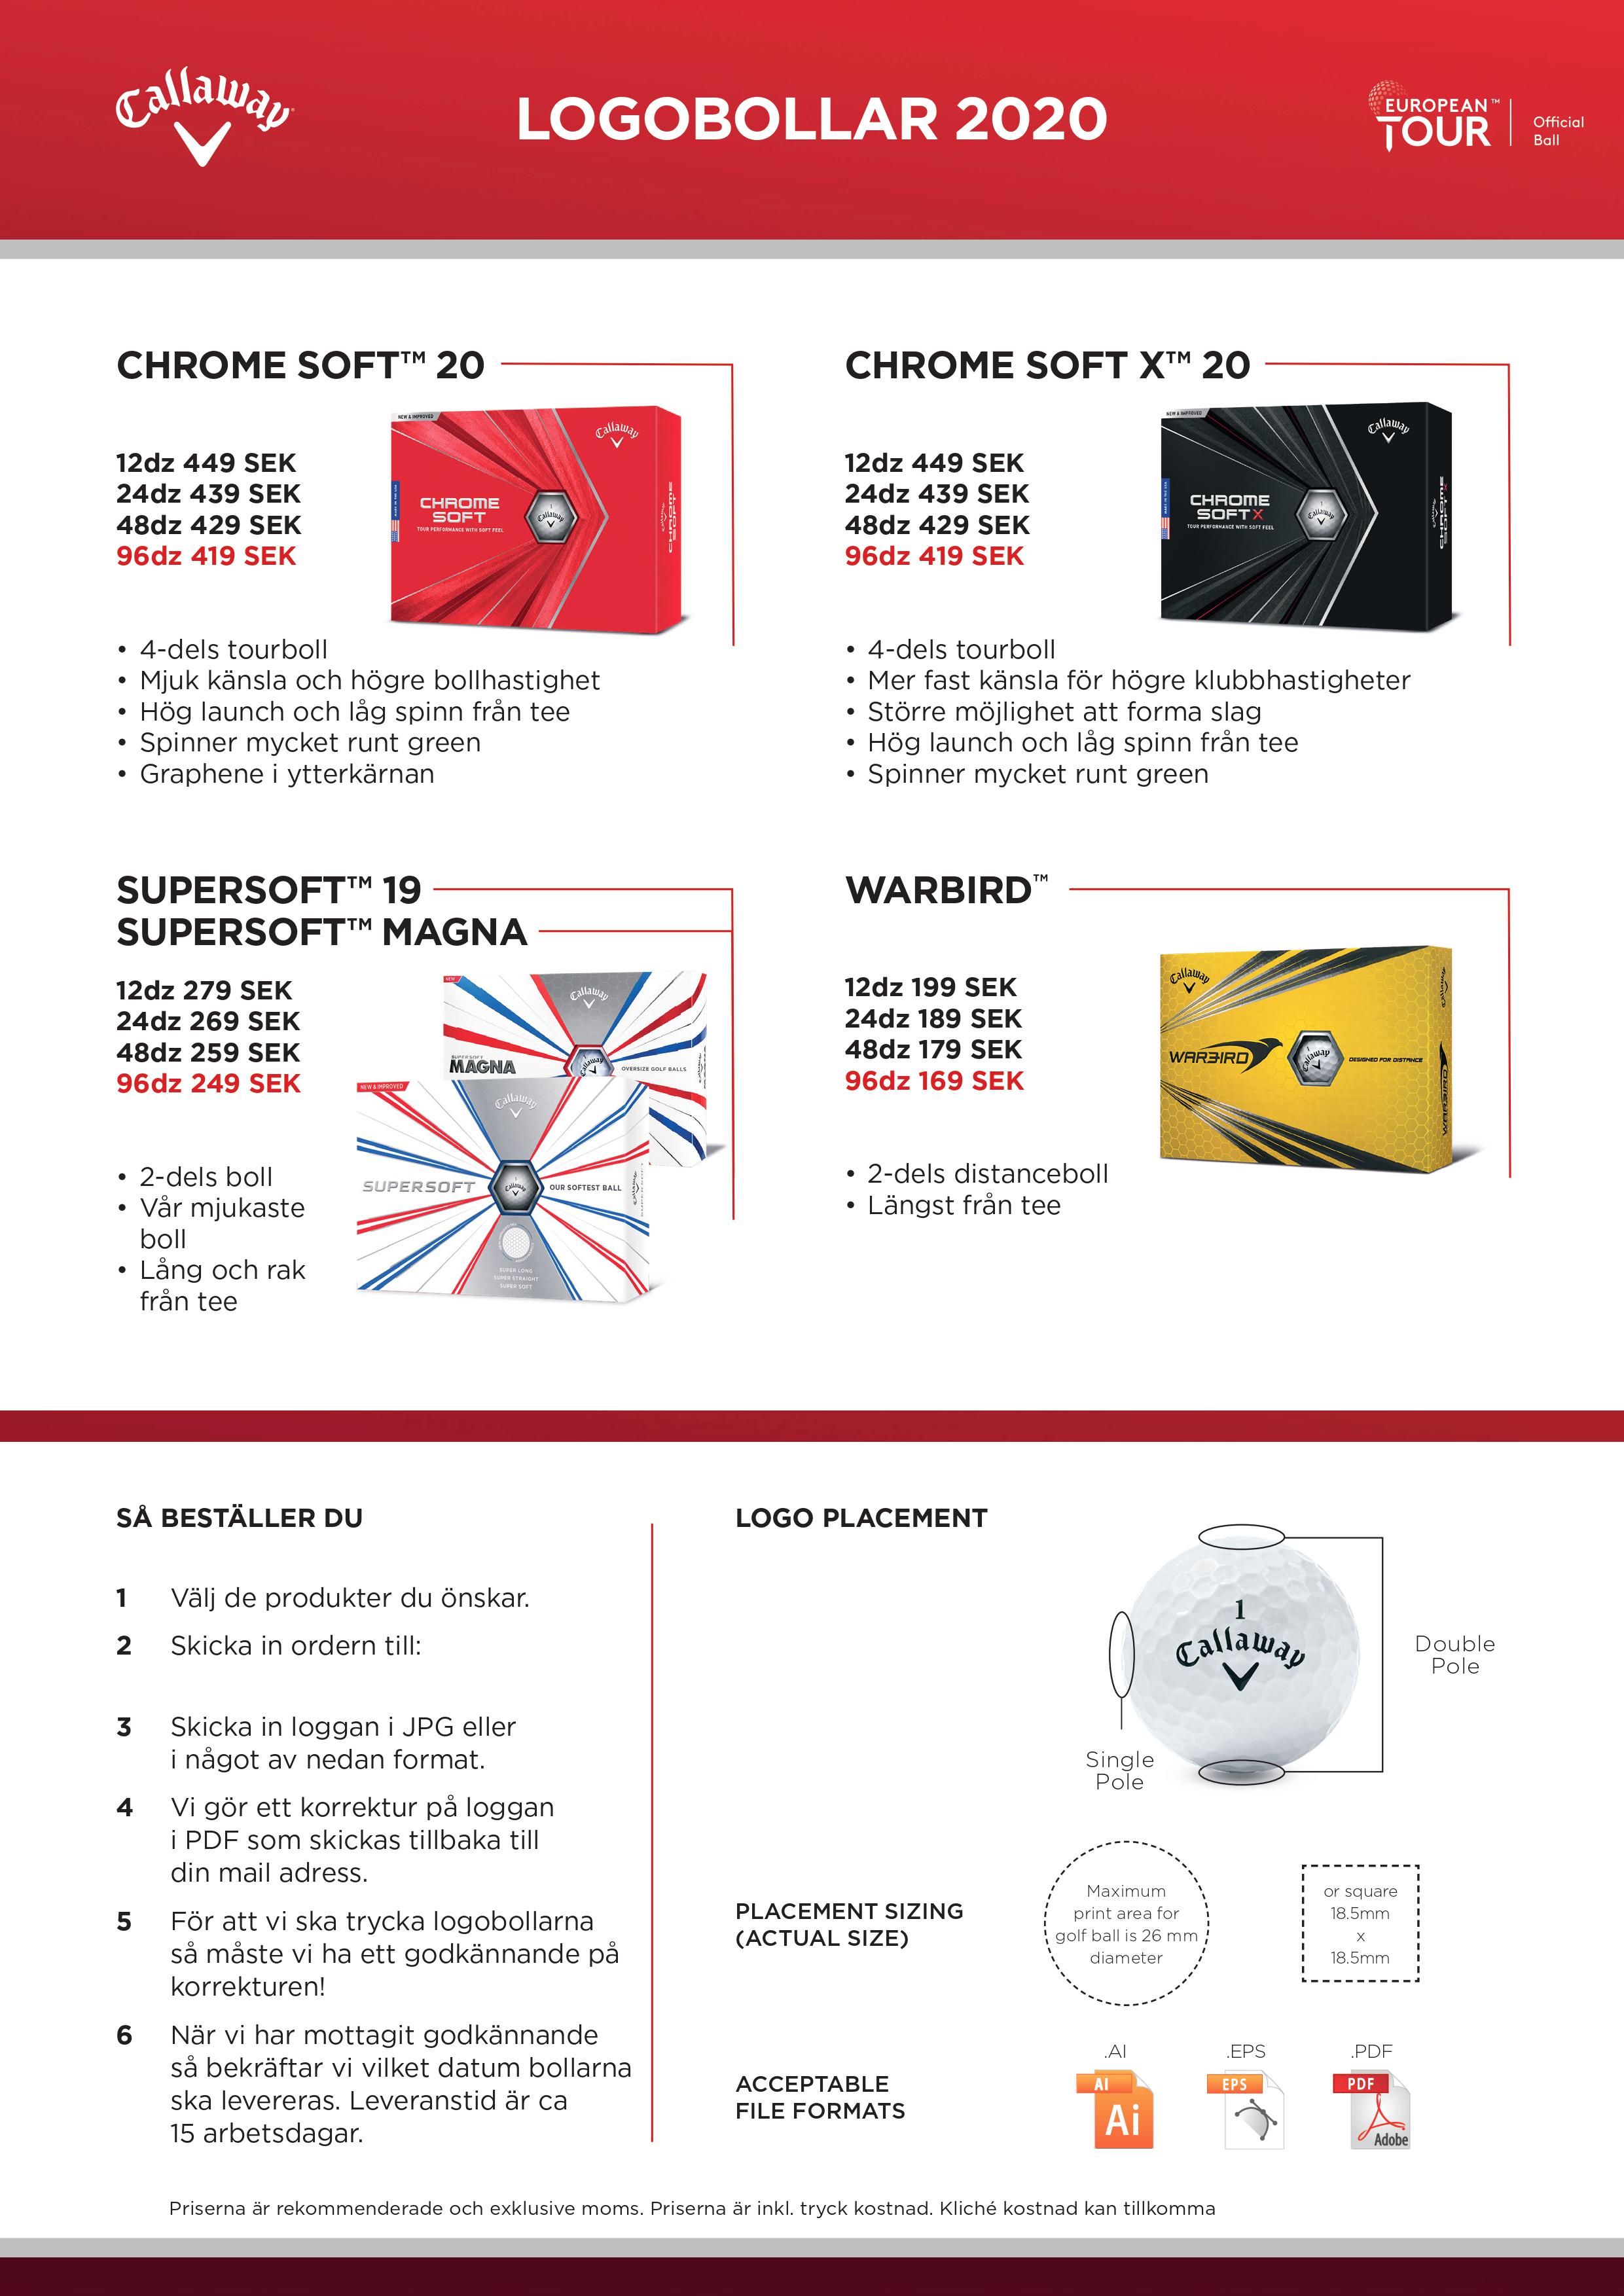 Callaway
LOGOBOLLAR 2020
EUROPEAN™
TOUR
Official
Ball
CHROME SOFT™ 20
12dz 449 SEK
24dz 439 SEK
48dz 429 SEK
96dz 419 SEK
NEW & IMPROVED
Callaway
CHROME
SOFT
TOUR PERFORMANCE WITH SOFT FEEL
Callaway
CHROME
SOFT
• 4-dels tourboll
• Mjuk känsla och högre bollhastighet
• Hög launch och låg spinn från tee
• Spinner mycket runt green
• Graphene i ytterkärnan
CHROME SOFT X™ 20
12dz 449 SEK
24dz 439 SEK
48dz 429 SEK
96dz 419 SEK
NEW & IMPROVED
Callaway
CHROME
SOFT X
TOUR PERFORMANCE WITH SOFT FEEL
Callaway
CHROME
SOFT X
• 4-dels tourboll
• Mer fast känsla för högre klubbhastigheter
• Större möjlighet att forma slag
• Hög launch och låg spinn från tee
• Spinner mycket runt green
SUPERSOFT™ 19
SUPERSOFT™ MAGNA
12dz 279 SEK
24dz 269 SEK
48dz 259 SEK
96dz 249 SEK
NEW
Callaway
SUPERSOFT
MAGNA
Callaway
OVERSIZE GOLF BALLS
NEW & IMPROVED
Callaway
SUPERSOFT
Callaway
OUR SOFTEST BALL
SUPER LONG
SUPER STRAIGHT
SUPER SOFT
• 2-dels boll
• Vår mjukaste
boll
• Lång och rak
från tee
WARBIRD™
12dz 199 SEK
24dz 189 SEK
48dz 179 SEK
96dz 169 SEK
Callaway
WARBIRD
Callaway
DESIGNED FOR DISTANCE
Callaway
WARBIRD
• 2-dels distanceboll
• Längst från tee
SÅ BESTÄLLER DU
1 Välj de produkter du önskar.
2 Skicka in ordern till:
3 Skicka in loggan i JPG eller
i något av nedan format.
4 Vi gör ett korrektur på loggan
i PDF som skickas tillbaka till
din mail adress.
5 För att vi ska trycka logobollarna
så måste vi ha ett godkännande på
korrekturen!
6 När vi har mottagit godkännande
så bekräftar vi vilket datum bollarna
ska levereras. Leveranstid är ca
15 arbetsdagar.
LOGO PLACEMENT
1
Callaway
Double
Pole
Single
Pole
PLACEMENT SIZING
(ACTUAL SIZE)
Maximum
print area for
golf ball is 26 mm
diameter
or square
18.5mm
x
18.5mm
ACCEPTABLE
FILE FORMATS
.AI
.EPS
.PDF
AI
Ai
EPS
PDF
Adobe
Priserna är rekommenderade och exklusive moms. Priserna är inkl. tryck kostnad. Kliché kostnad kan tillkomma